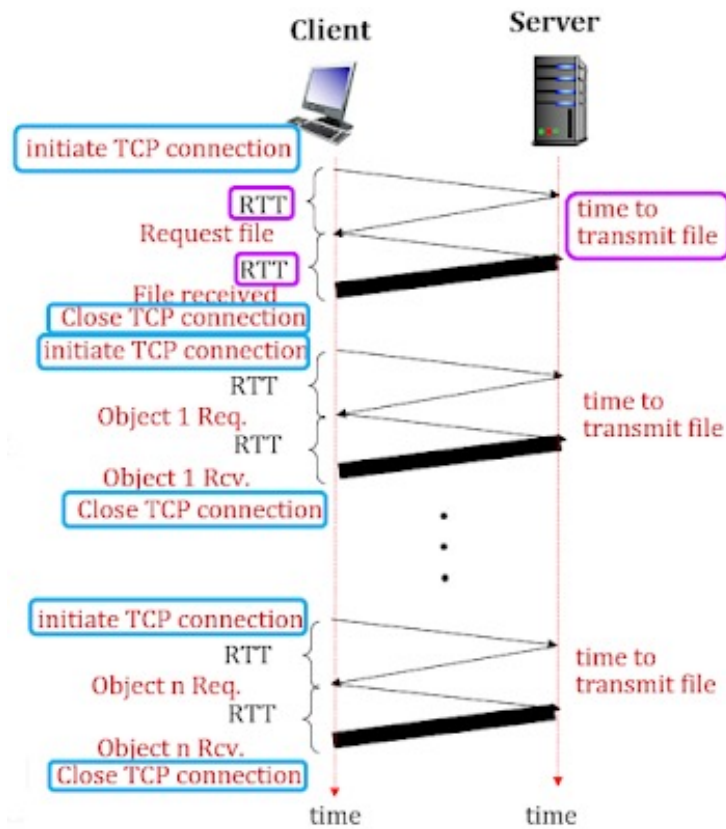 Client
Server
initiate TCP connection
RTT
time to
transmit file
Request file
RTT
File received
Close TCP connection
initiate TCP connection
RTT
Object 1 Req.
time to
transmit file
RTT
Object 1 Rcv.
Close TCP connection
initiate TCP connection
RTT
time to
transmit file
Object n Req.
RTT
Object n Rcv.
Close TCP connection
time
time